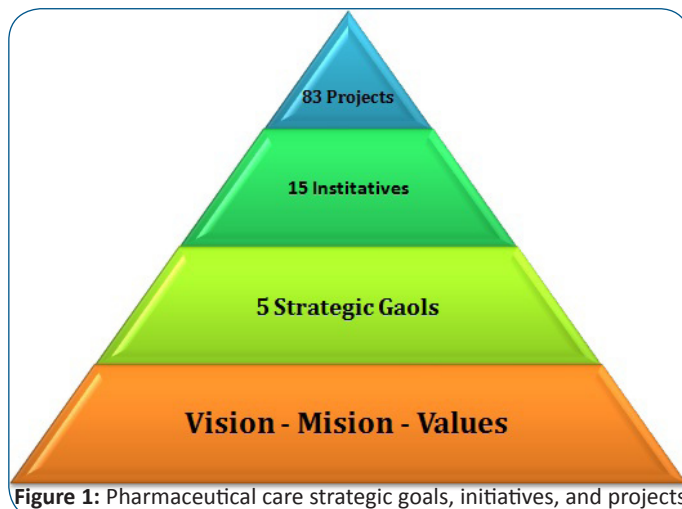 83 Projects
15 Institatives
5 Strategic Gaols
Vision - Mision - Values
Figure 1: Pharmaceutical care strategic goals, initiatives, and projects